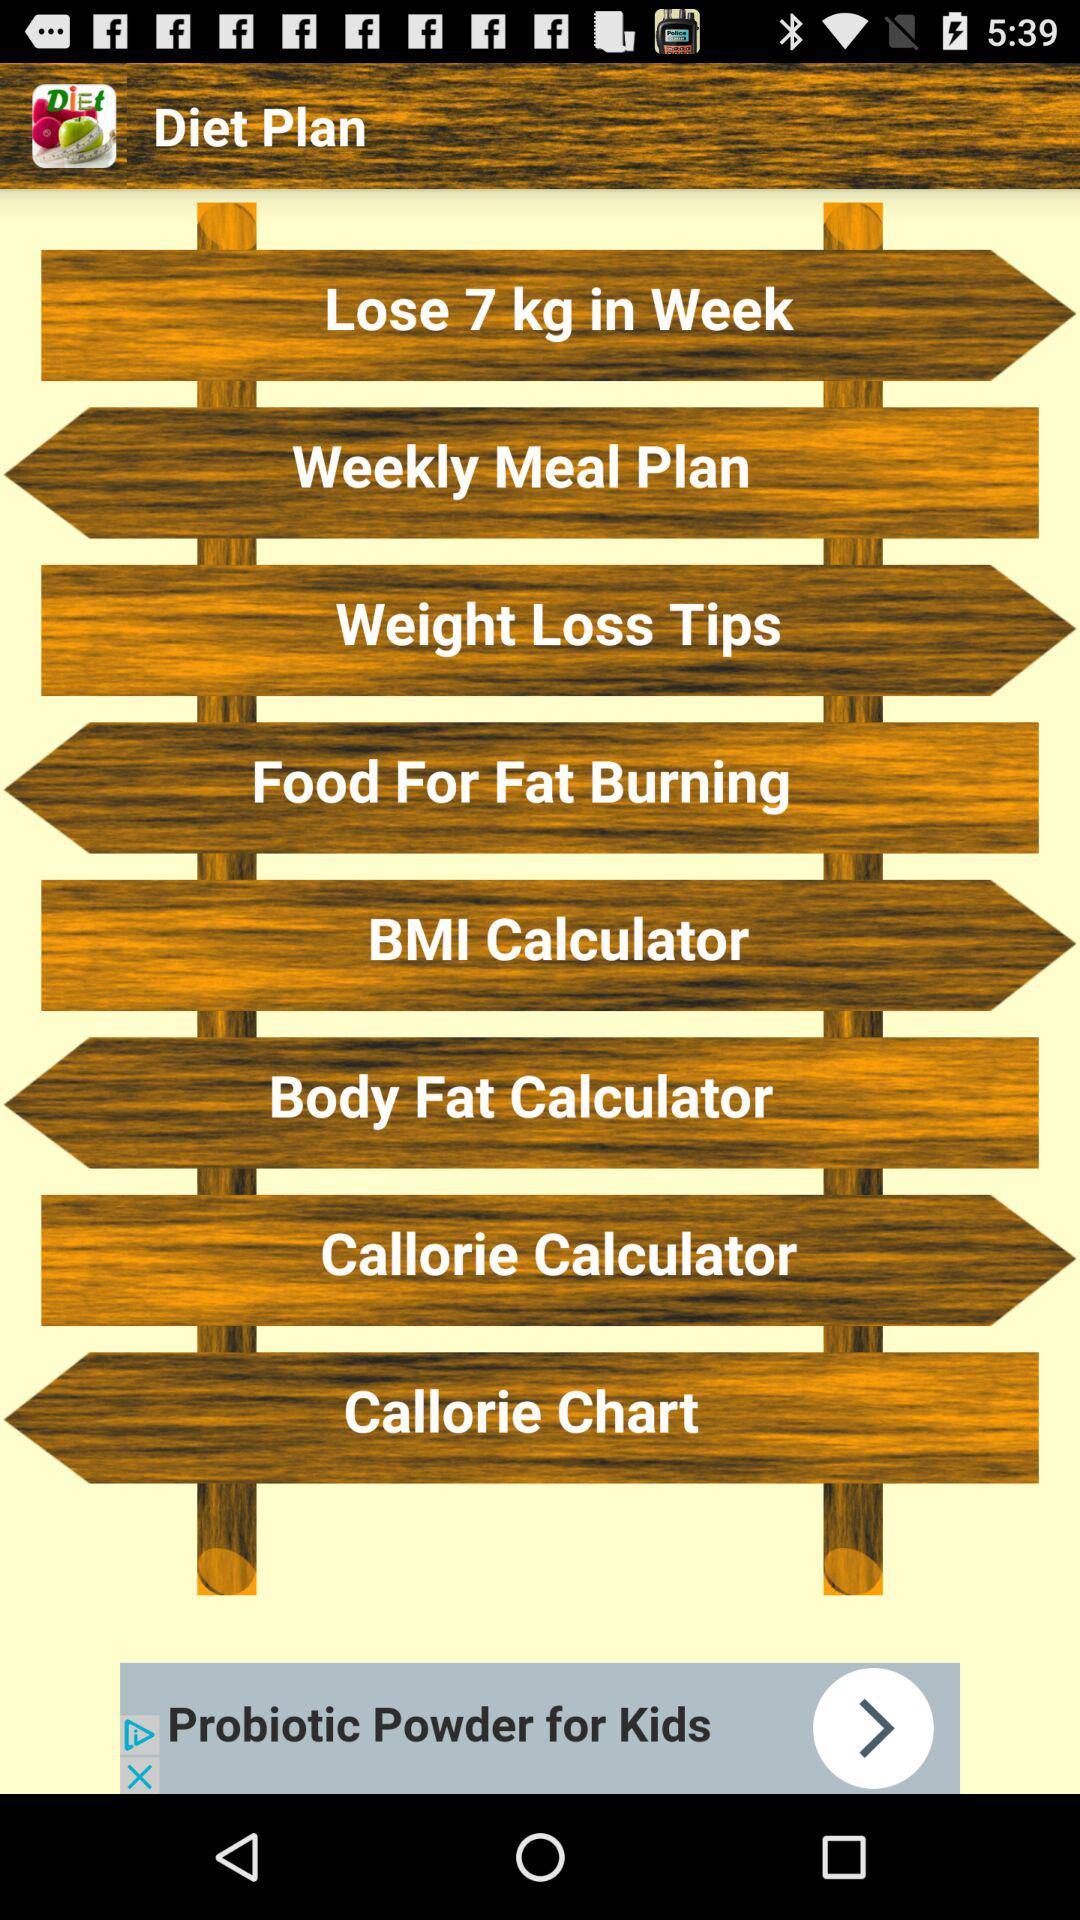 5:39
Diet
Diet Plan
Lose 7 kg in Week
Weekly Meal Plan
Weight Loss Tips
Food For Fat Burning
BMI Calculator
Body Fat Calculator
Callorie Calculator
Callorie Chart
Probiotic Powder for Kids